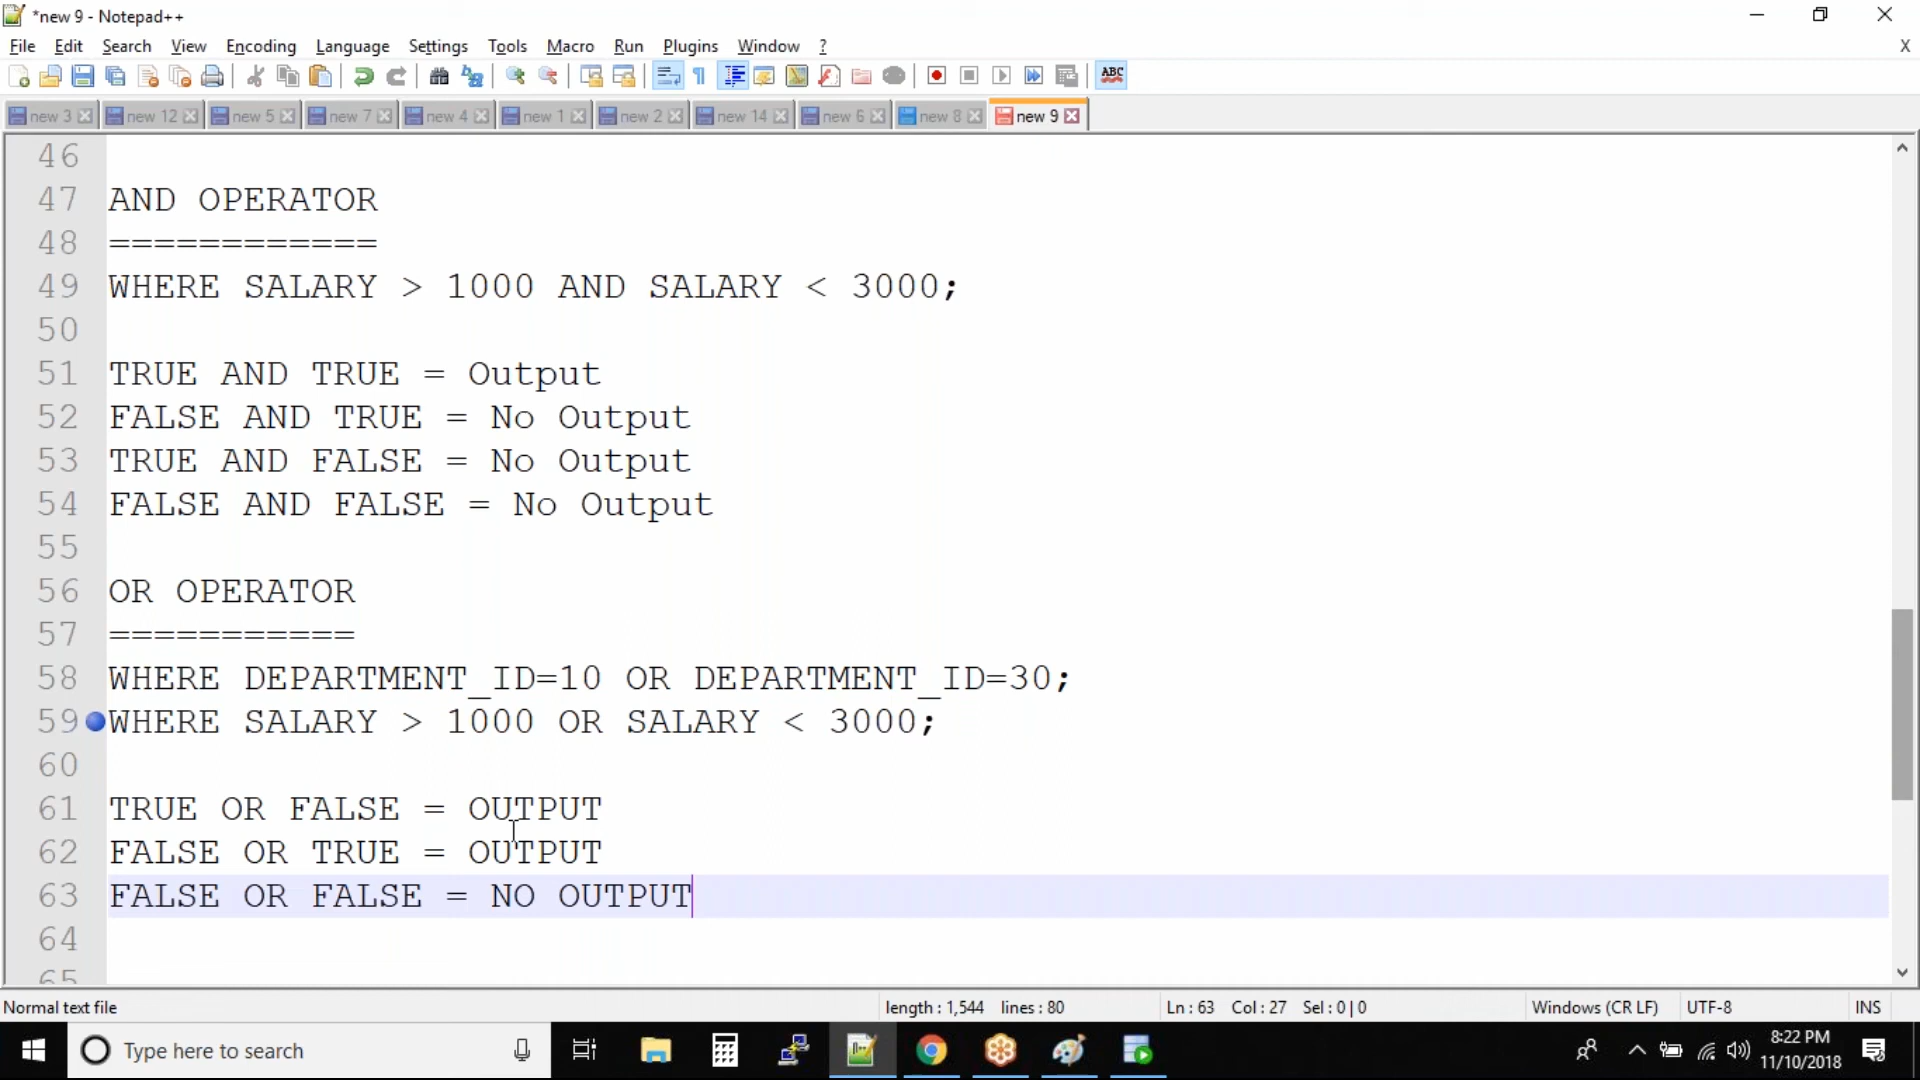 *new 9 - Notepad++
File Edit Search View Encoding Language Settings Tools Macro Run Plugins Window ? X
ABC
new 3 new 12 new 5 new 7 new 4 new 1 new 2 new 14 new 6 new 8 new 9
46
47 AND OPERATOR
48 ============
49 WHERE SALARY > 1000 AND SALARY < 3000;
50
51 TRUE AND TRUE = Output
52 FALSE AND TRUE = No Output
53 TRUE AND FALSE = No Output
54 FALSE AND FALSE = No Output
55
56 OR OPERATOR
57 ===========
58 WHERE DEPARTMENT_ID=10 OR DEPARTMENT_ID=30;
59 WHERE SALARY > 1000 OR SALARY < 3000;
60
61 TRUE OR FALSE = OUTPUT
62 FALSE OR TRUE = OUTPUT
63 FALSE OR FALSE = NO OUTPUT
64
65
Normal text file length : 1,544 lines : 80 Ln : 63 Col : 27 Sel : 0 | 0 Windows (CR LF) UTF-8 INS
Type here to search
8:22 PM
11/10/2018